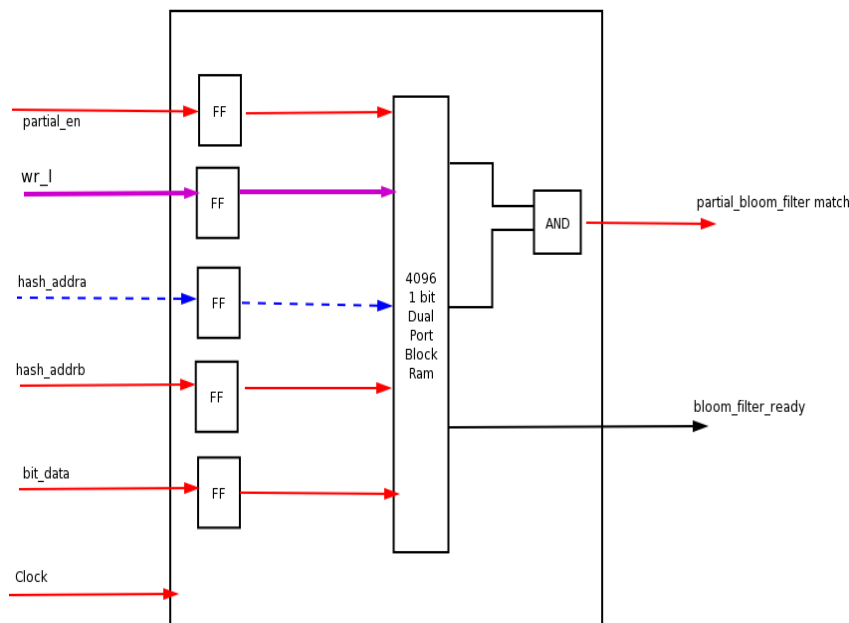 partial_en
FF
wr_l
FF
hash_addra
FF
hash_addrb
FF
bit_data
FF
Clock
4096
1 bit
Dual
Port
Block
Ram
AND
partial_bloom_filter match
bloom_filter_ready